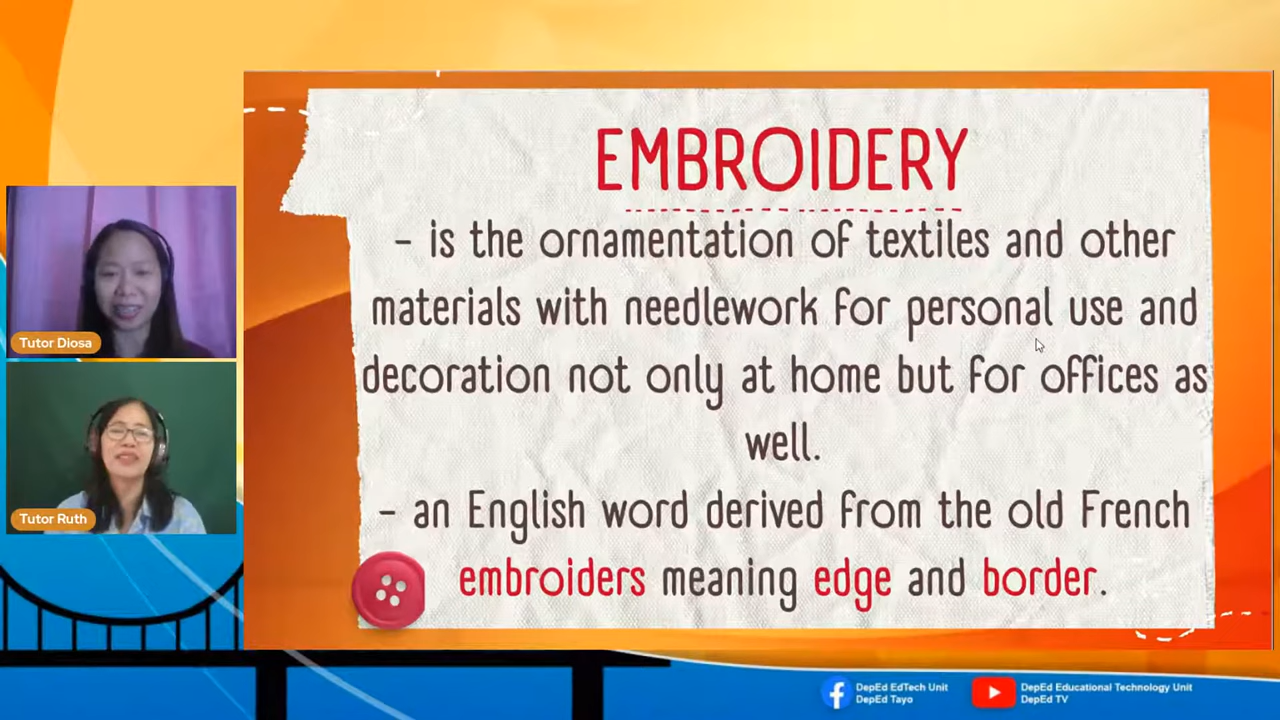 EMBROIDERY
- is the ornamentation of textiles and other
materials with needlework for personal use and
decoration not only at home but for offices as
well.
- an English word derived from the old French
embroiders meaning edge and border.
Tutor Diosa
Tutor Ruth
DepEd EdTech Unit
DepEd Tayo
DepEd Educational Technology Unit
DepEd TV